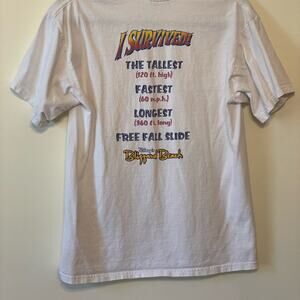 I SURVIVED!
THE TALLEST
(120 ft. high)
FASTEST
(60 m.p.h.)
LONGEST
(360 ft. long)
FREE FALL SLIDE
Blizzard Beach